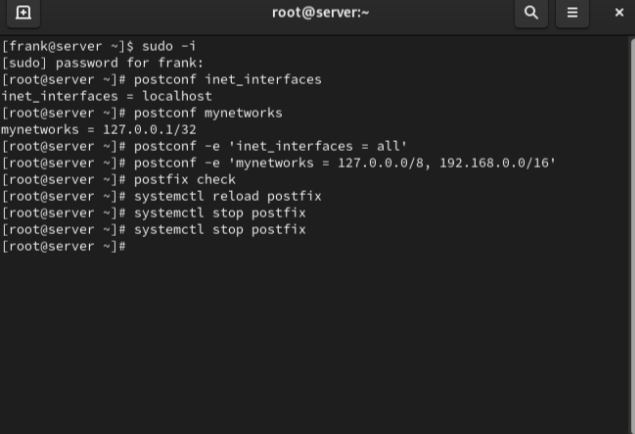 root@server:~
[frank@server ~]$ sudo -i
[sudo] password for frank:
[root@server ~]# postconf inet_interfaces
inet_interfaces = localhost
[root@server ~]# postconf mynetworks
mynetworks = 127.0.0.1/32
[root@server ~]# postconf -e 'inet_interfaces = all'
[root@server ~]# postconf -e 'mynetworks = 127.0.0.0/8, 192.168.0.0/16'
[root@server ~]# postfix check
[root@server ~]# systemctl reload postfix
[root@server ~]# systemctl stop postfix
[root@server ~]# systemctl stop postfix
[root@server ~]#